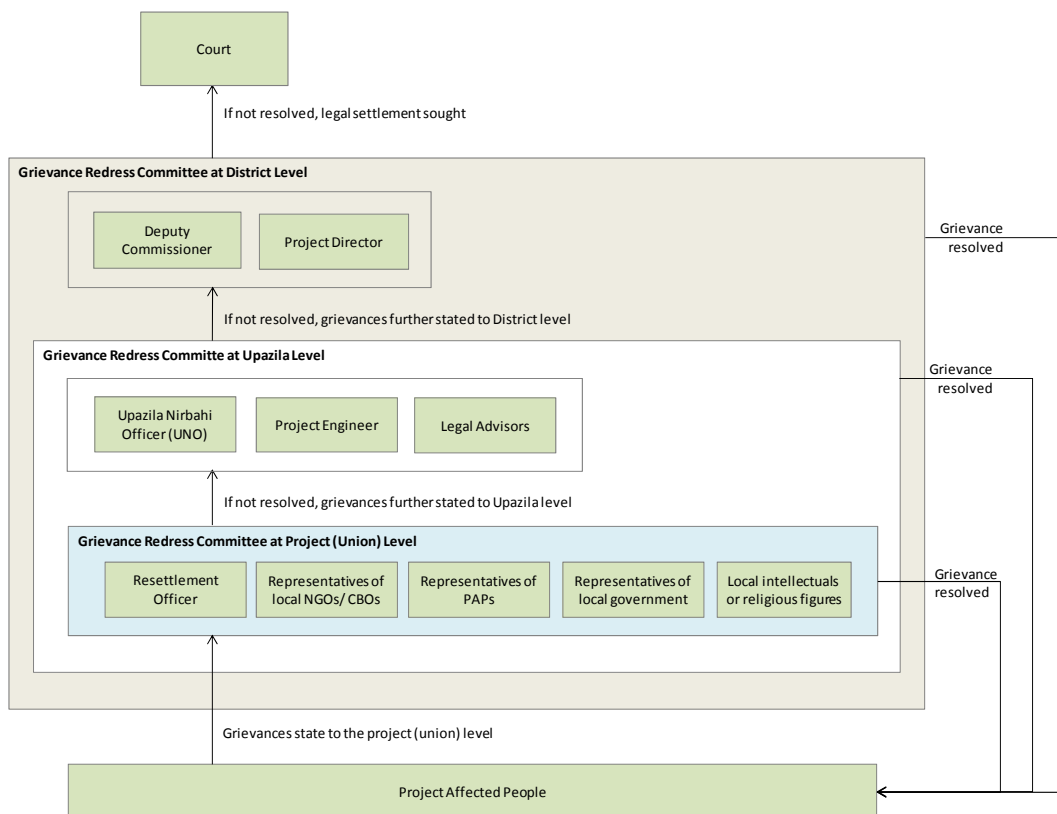 Court
If not resolved, legal settlement sought
Grievance Redress Committee at District Level
Deputy
Commissioner
Project Director
Grievance
resolved
If not resolved, grievances further stated to District level
Grievance Redress Committe at Upazila Level
Grievance
resolved
Upazila Nirbahi
Officer (UNO)
Project Engineer
Legal Advisors
If not resolved, grievances further stated to Upazila level
Grievance Redress Committee at Project (Union) Level
Resettlement
Officer
Representatives of
local NGOs/ CBOs
Representatives of
PAPs
Representatives of
local government
Local intellectuals
or religious figures
Grievance
resolved
Grievances state to the project (union) level
Project Affected People